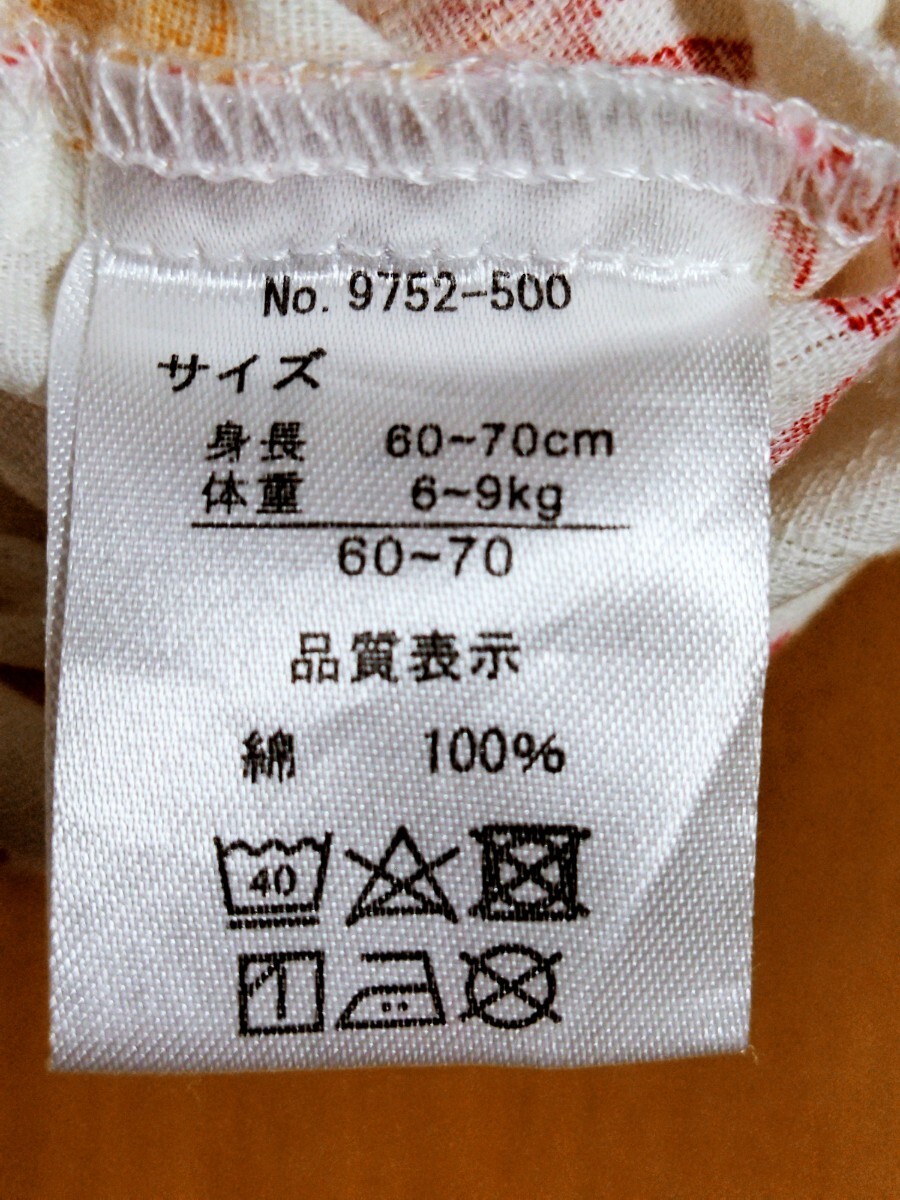 No. 9752-500
サイズ
身長 60~70cm
体重 6~9kg
60~70
品質表示
綿 100%
40